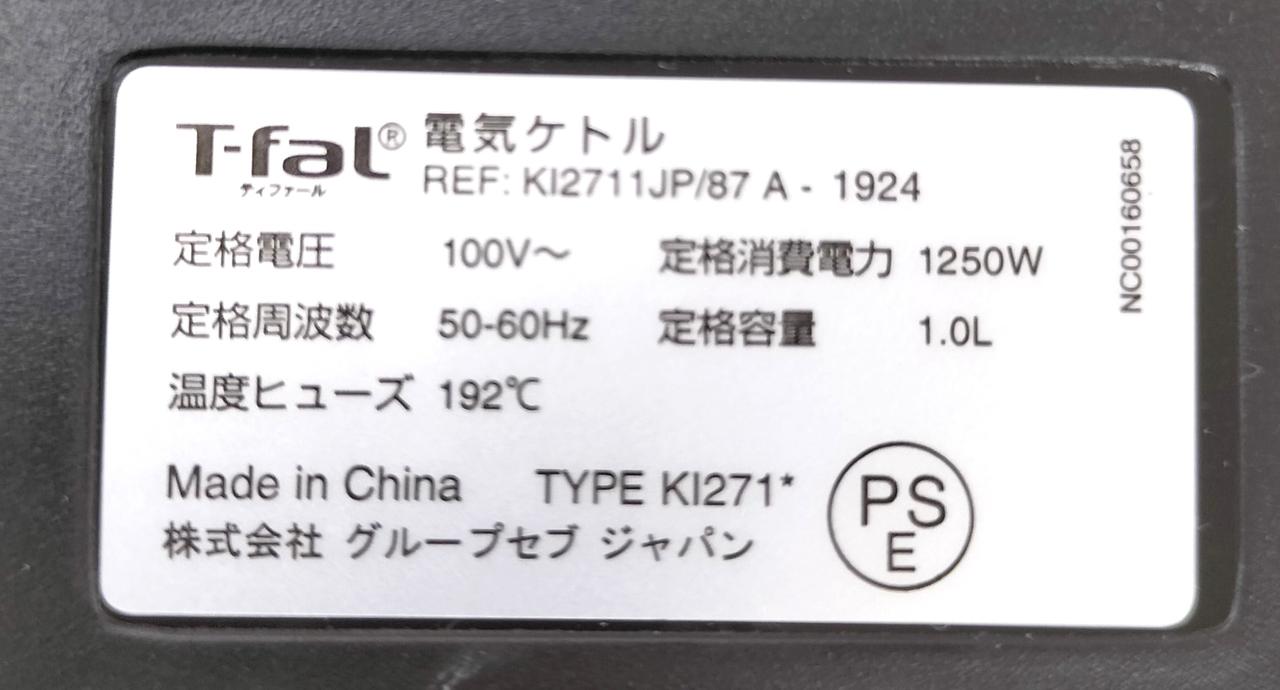 T-fal® 電気ケトル
ティファール REF: KI2711JP/87 A - 1924
定格電圧 100V～ 定格消費電力 1250W
定格周波数 50-60Hz 定格容量 1.0L
温度ヒューズ 192℃
Made in China TYPE KI271*
株式会社 グループセブ ジャパン
PS
E
NC00160658